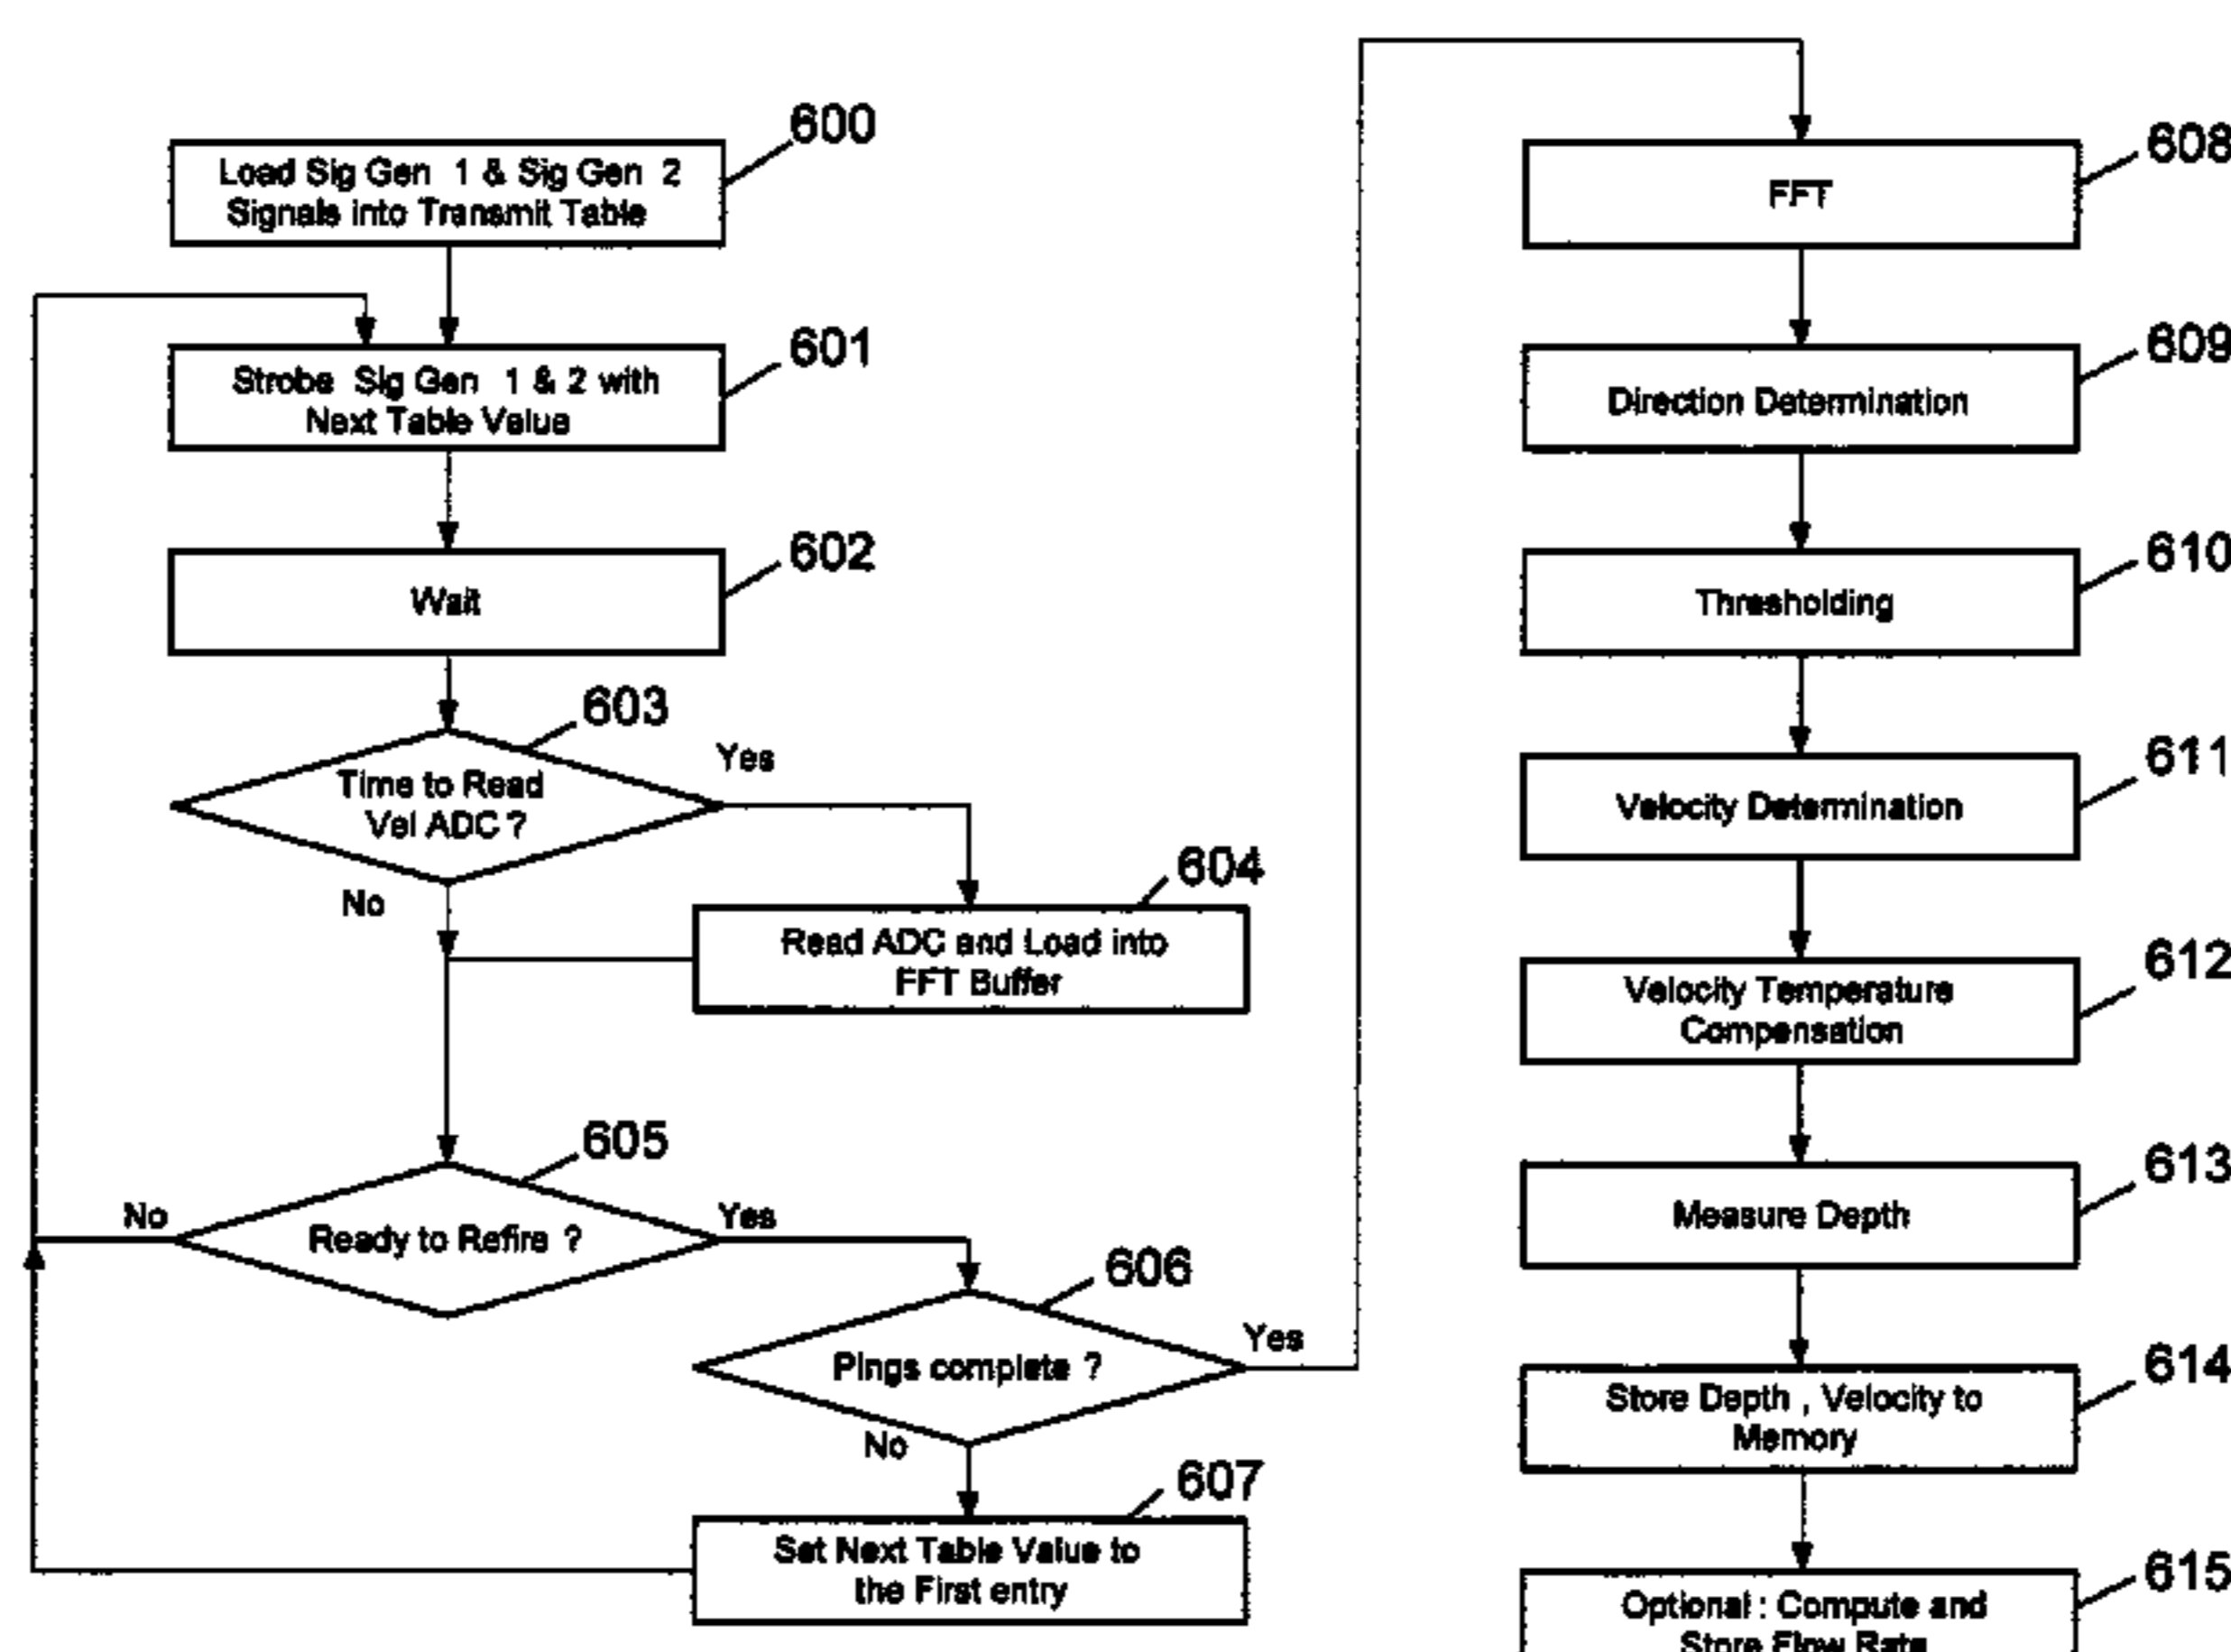 600
Load Sig Gen 1 & Sig Gen 2
Signals into Transmit Table
601
Strobe Sig Gen 1 & 2 with
Next Table Value
602
Wait
603
Time to Read
Vel ADC ?
Yes
No
604
Read ADC and Load into
FFT Buffer
605
No
Ready to Refire ?
Yes
606
Pings complete ?
Yes
No
607
Set Next Table Value to
the First entry
608
FFT
609
Direction Determination
610
Thresholding
611
Velocity Determination
612
Velocity Temperature
Compensation
613
Measure Depth
614
Store Depth , Velocity to
Memory
615
Optional : Compute and
Store Flow Rate